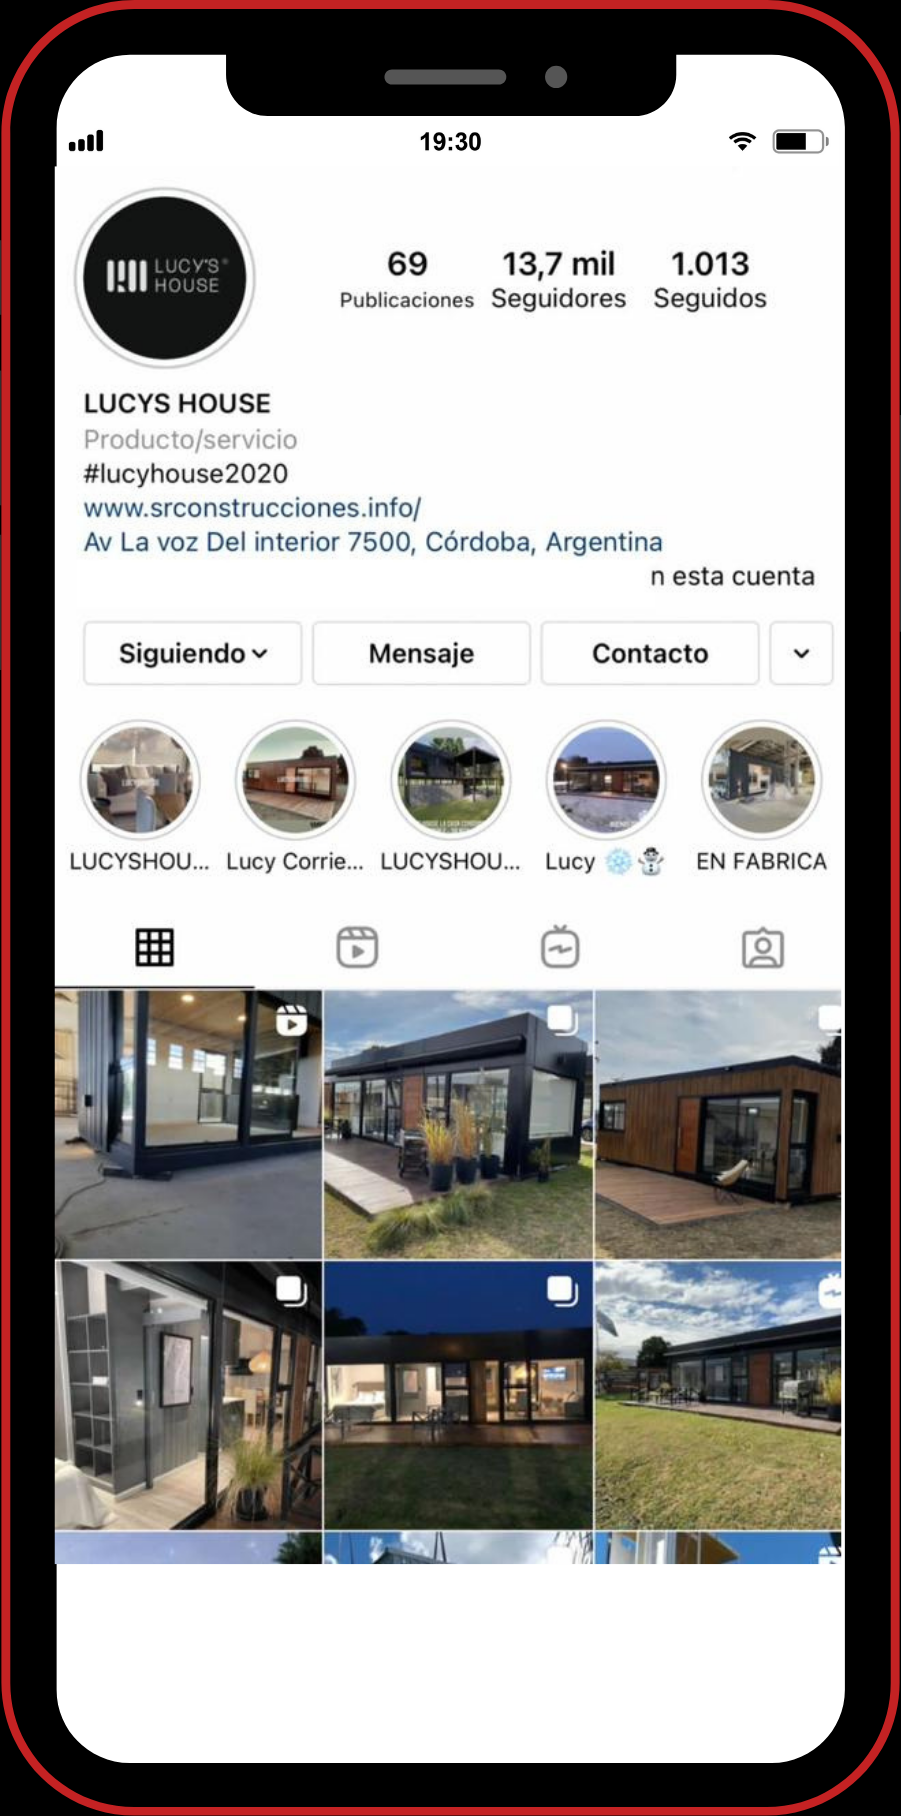 19:30
LUCY'S®
HOUSE
69 13,7 mil 1.013
Publicaciones Seguidores Seguidos
LUCYS HOUSE
Producto/servicio
#lucyhouse2020
www.srconstrucciones.info/
Av La voz Del interior 7500, Córdoba, Argentina
n esta cuenta
Siguiendo Mensaje Contacto
LUCYSHOU... Lucy Corrie... LUCYSHOU... Lucy ❄️☃️ EN FABRICA